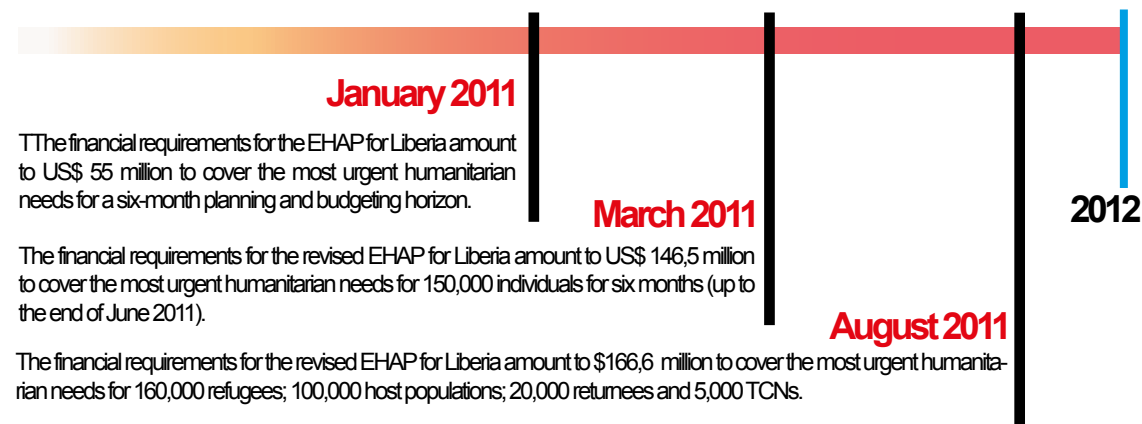 January 2011
TThe financial requirements for the EHAP for Liberia amount
to US$ 55 million to cover the most urgent humanitarian
needs for a six-month planning and budgeting horizon.
March 2011
2012
The financial requirements for the revised EHAP for Liberia amount to US$ 146,5 million
to cover the most urgent humanitarian needs for 150,000 individuals for six months (up to
the end of June 2011).
August 2011
The financial requirements for the revised EHAP for Liberia amount to $166,6 million to cover the most urgent humanita-
rian needs for 160,000 refugees; 100,000 host populations; 20,000 returnees and 5,000 TCNs.